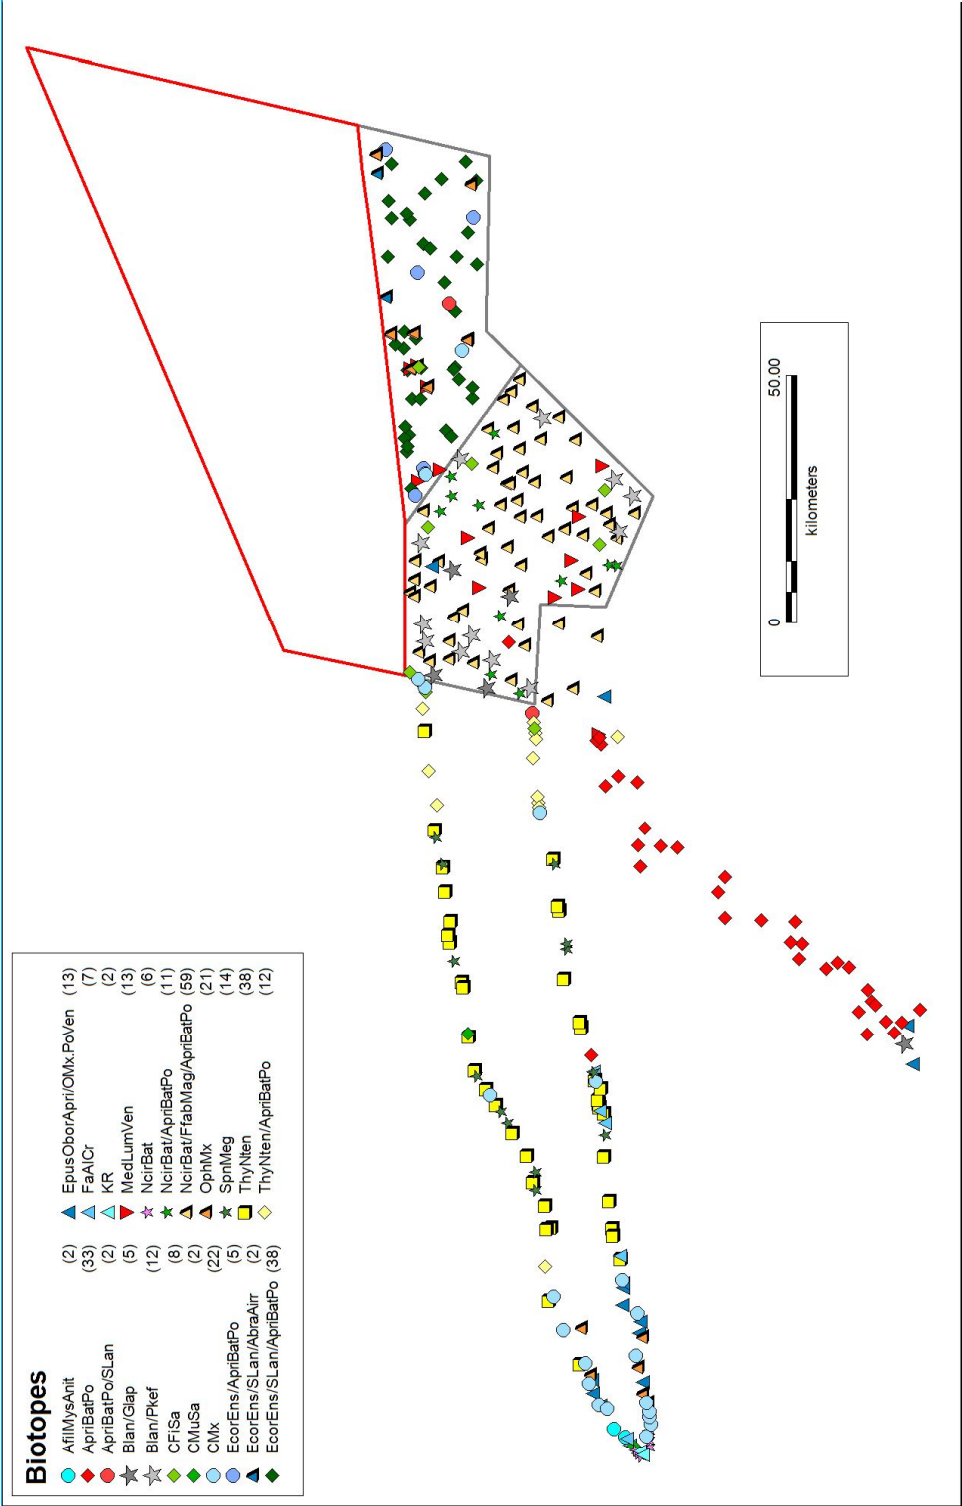 Biotopes
AfilMysAnit (2)
ApriBatPo (33)
ApriBatPo/SLan (2)
Blan/Glap (5)
Blan/Pkef (12)
CFiSa (8)
CMuSa (2)
CMx (22)
EcorEns/ApriBatPo (5)
EcorEns/SLan/AbraAirr (2)
EcorEns/SLan/ApriBatPo (38)
EpusOborApri/OMx.PoVen (13)
FaAlCr (7)
KR (2)
MedLumVen (13)
NcirBat (6)
NcirBat/ApriBatPo (11)
NcirBat/FfabMag/ApriBatPo (59)
OphMx (21)
SpnMeg (14)
ThyNten (38)
ThyNten/ApriBatPo (12)
0 50.00
kilometers